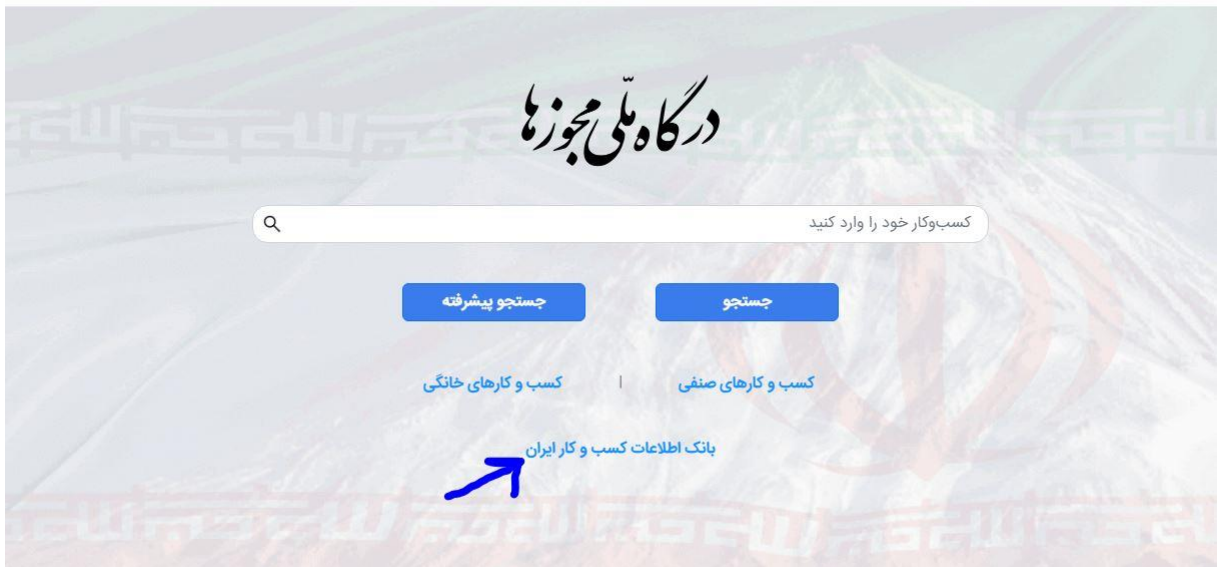 درگاه ملّی مجوزها
کسب‌وکار خود را وارد کنید
جستجو
جستجو پیشرفته
کسب و کارهای صنفی | کسب و کارهای خانگی
بانک اطلاعات کسب و کار ایران